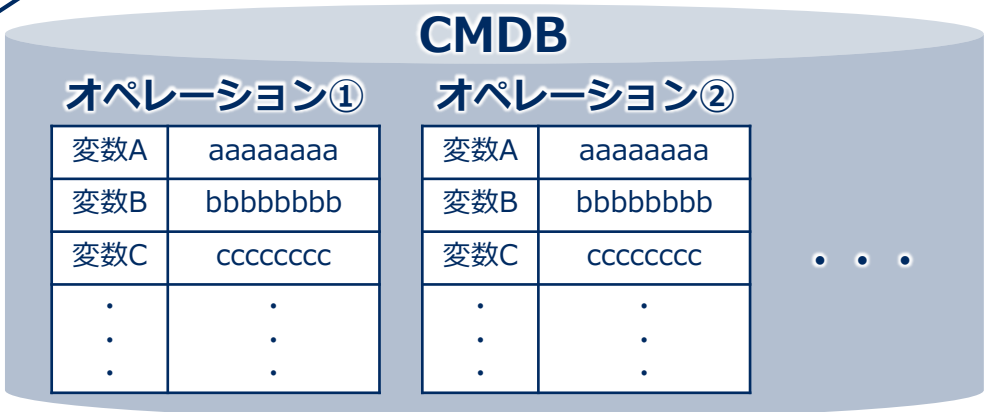 CMDB
オペレーション① オペレーション②
変数A aaaaaaaa 変数A aaaaaaaa
変数B bbbbbbbb 変数B bbbbbbbb
変数C cccccccc 変数C cccccccc ・・・
・ ・ ・ ・
・ ・ ・ ・
・ ・ ・ ・